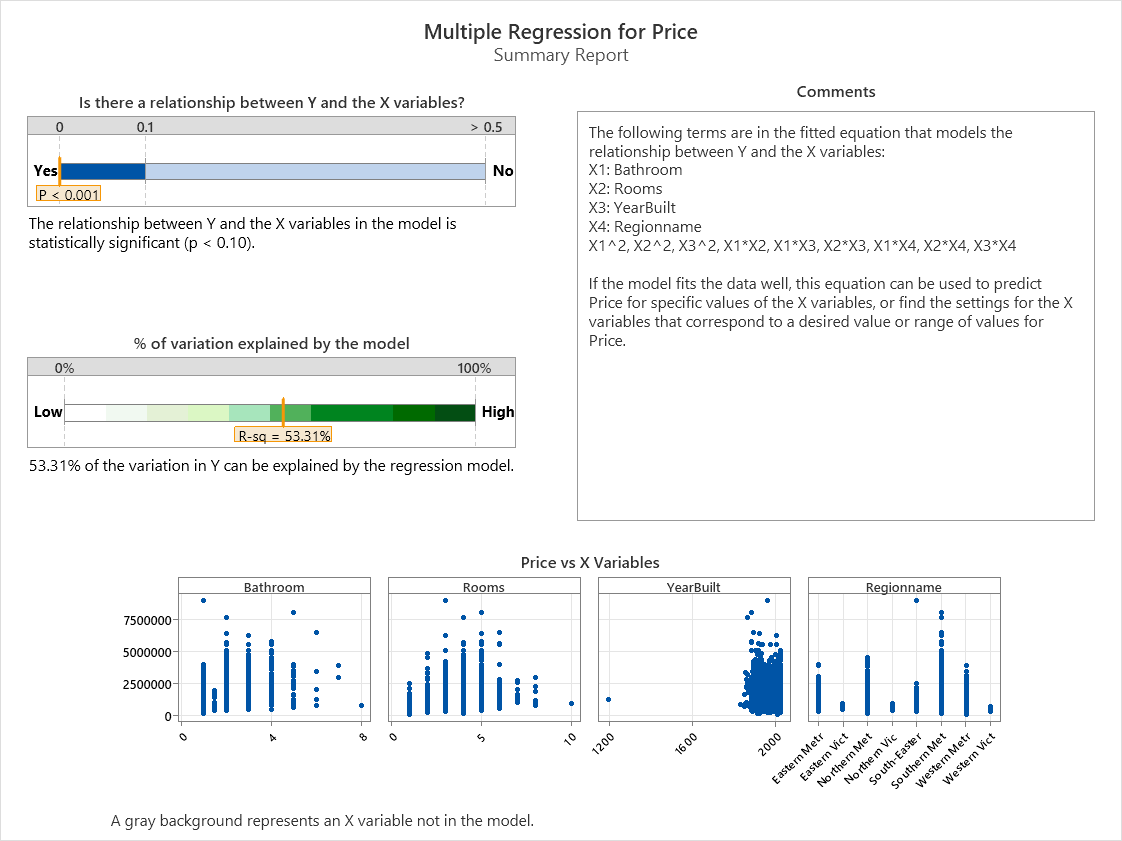 Multiple Regression for Price
Summary Report
Is there a relationship between Y and the X variables?
0 0.1 > 0.5
Yes No
P < 0.001
The relationship between Y and the X variables in the model is
statistically significant (p < 0.10).
% of variation explained by the model
0% 100%
Low High
R-sq = 53.31%
53.31% of the variation in Y can be explained by the regression model.
Comments
The following terms are in the fitted equation that models the
relationship between Y and the X variables:
X1: Bathroom
X2: Rooms
X3: YearBuilt
X4: Regionname
X1^2, X2^2, X3^2, X1*X2, X1*X3, X2*X3, X1*X4, X2*X4, X3*X4
If the model fits the data well, this equation can be used to predict
Price for specific values of the X variables, or find the settings for the X
variables that correspond to a desired value or range of values for
Price.
Price vs X Variables
Bathroom Rooms YearBuilt Regionname
7500000
5000000
2500000
0
0 4 8 0 5 10 1200 1600 2000
Eastern Metr
Eastern Vict
Northern Met
Northern Vic
South-Easter
Southern Met
Western Metr
Western Vict
A gray background represents an X variable not in the model.